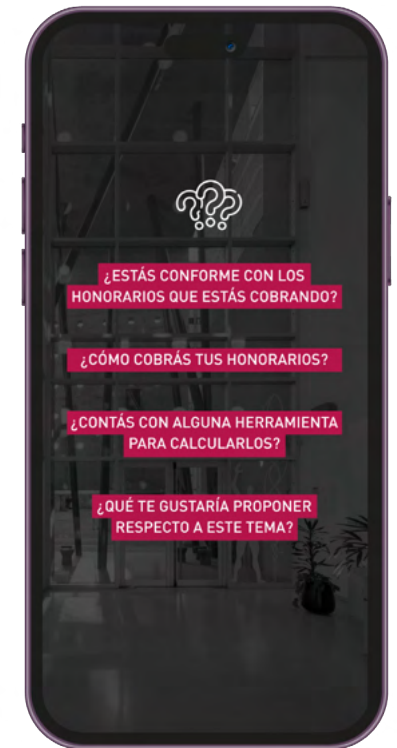 ¿ESTÁS CONFORME CON LOS
HONORARIOS QUE ESTÁS COBRANDO?
¿CÓMO COBRÁS TUS HONORARIOS?
¿CONTÁS CON ALGUNA HERRAMIENTA
PARA CALCULARLOS?
¿QUÉ TE GUSTARÍA PROPONER
RESPECTO A ESTE TEMA?